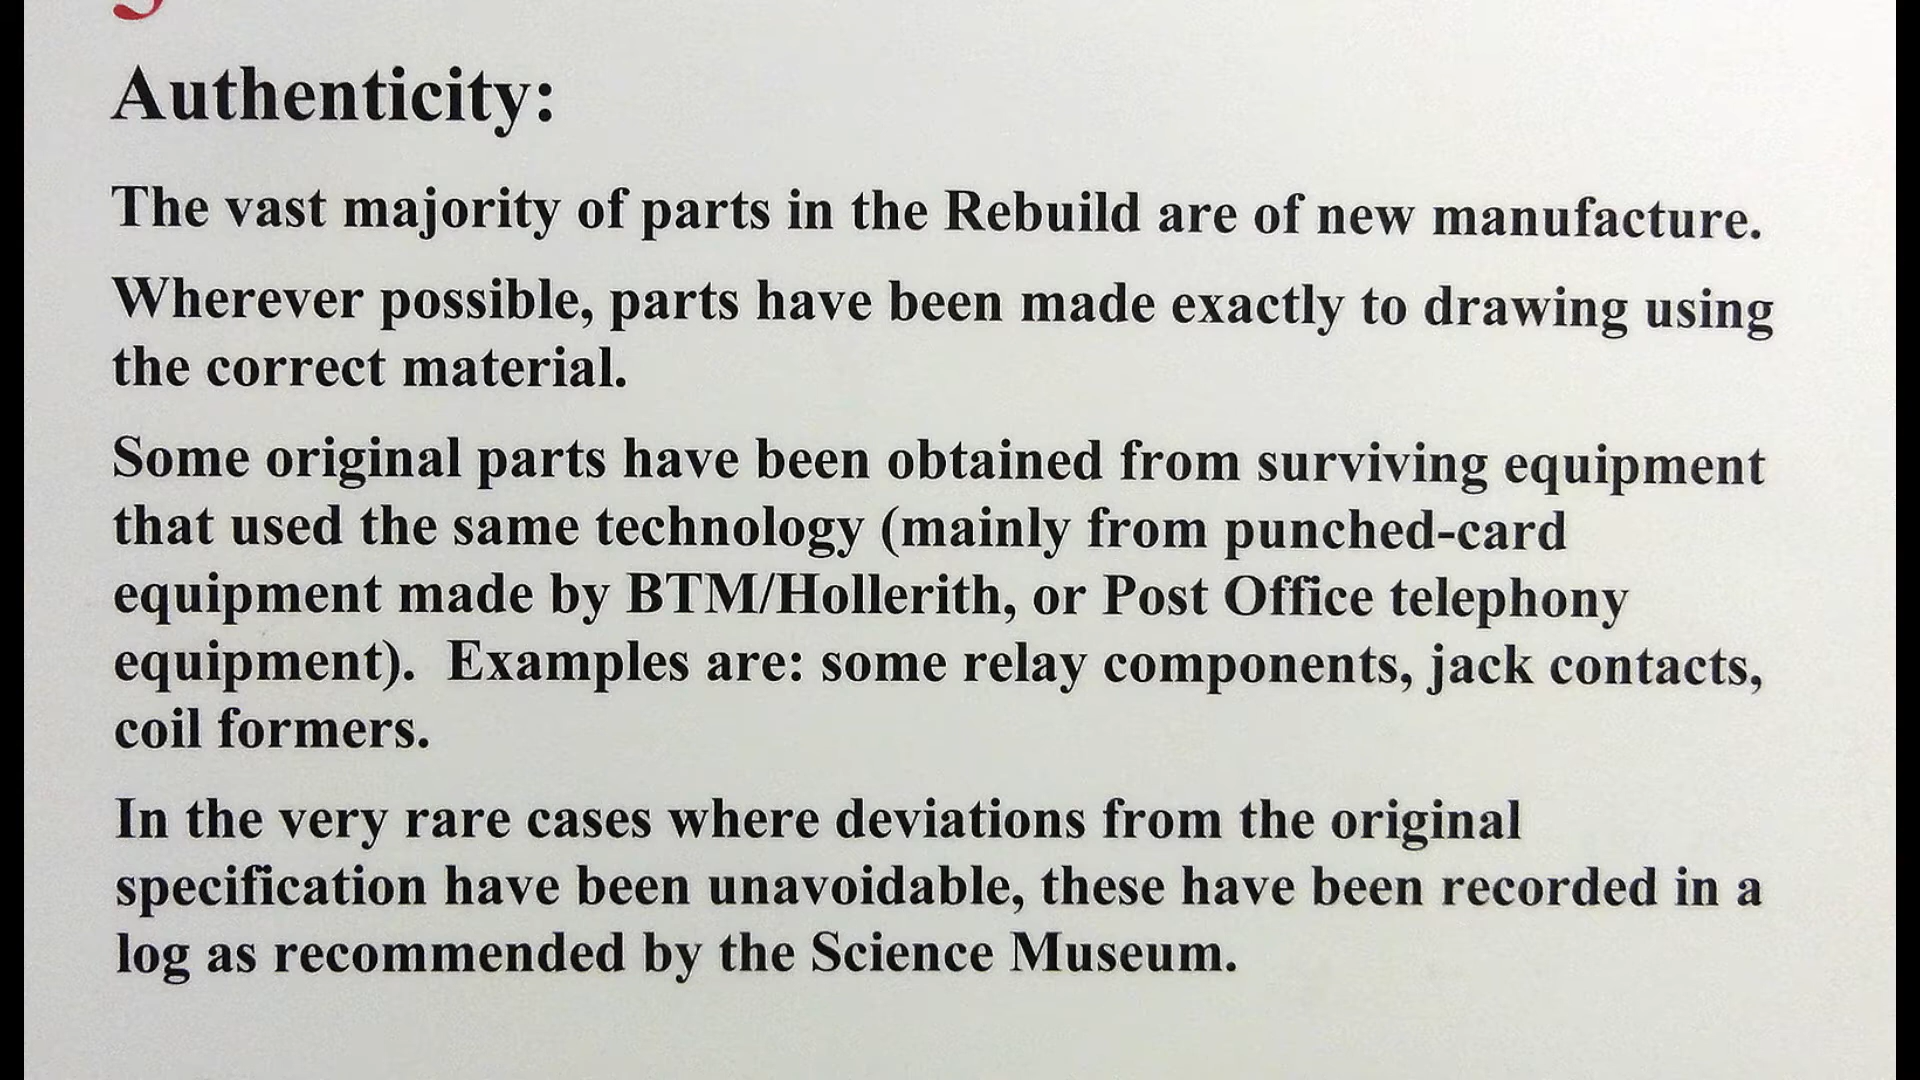 Authenticity:
The vast majority of parts in the Rebuild are of new manufacture.
Wherever possible, parts have been made exactly to drawing using
the correct material.
Some original parts have been obtained from surviving equipment
that used the same technology (mainly from punched-card
equipment made by BTM/Hollerith, or Post Office telephony
equipment).  Examples are: some relay components, jack contacts,
coil formers.
In the very rare cases where deviations from the original
specification have been unavoidable, these have been recorded in a
log as recommended by the Science Museum.